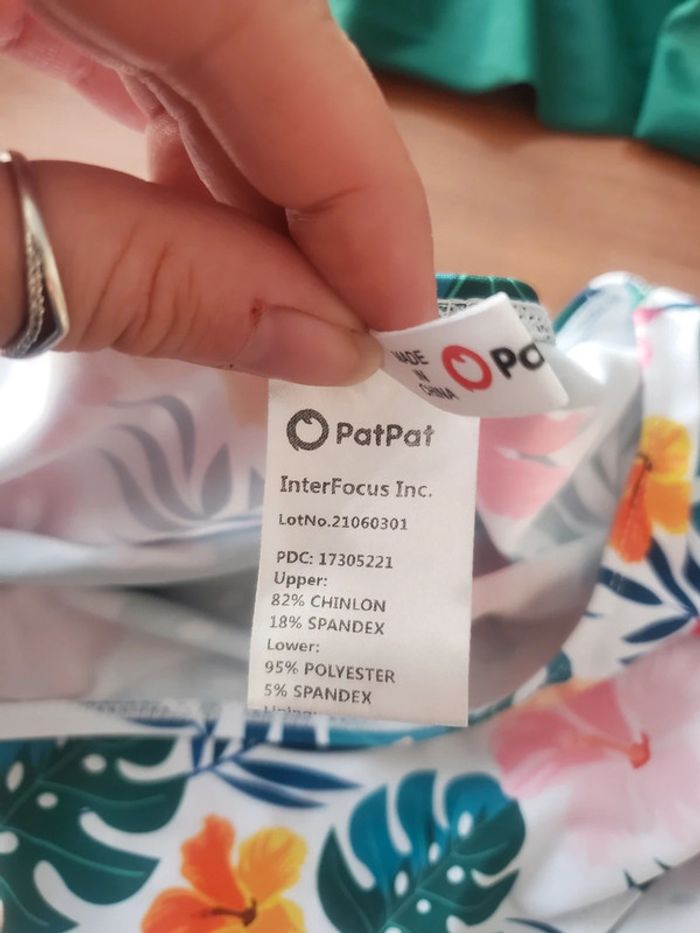 MADE
IN
CHINA
PatPat
InterFocus Inc.
LotNo.21060301
PDC: 17305221
Upper:
82% CHINLON
18% SPANDEX
Lower:
95% POLYESTER
5% SPANDEX